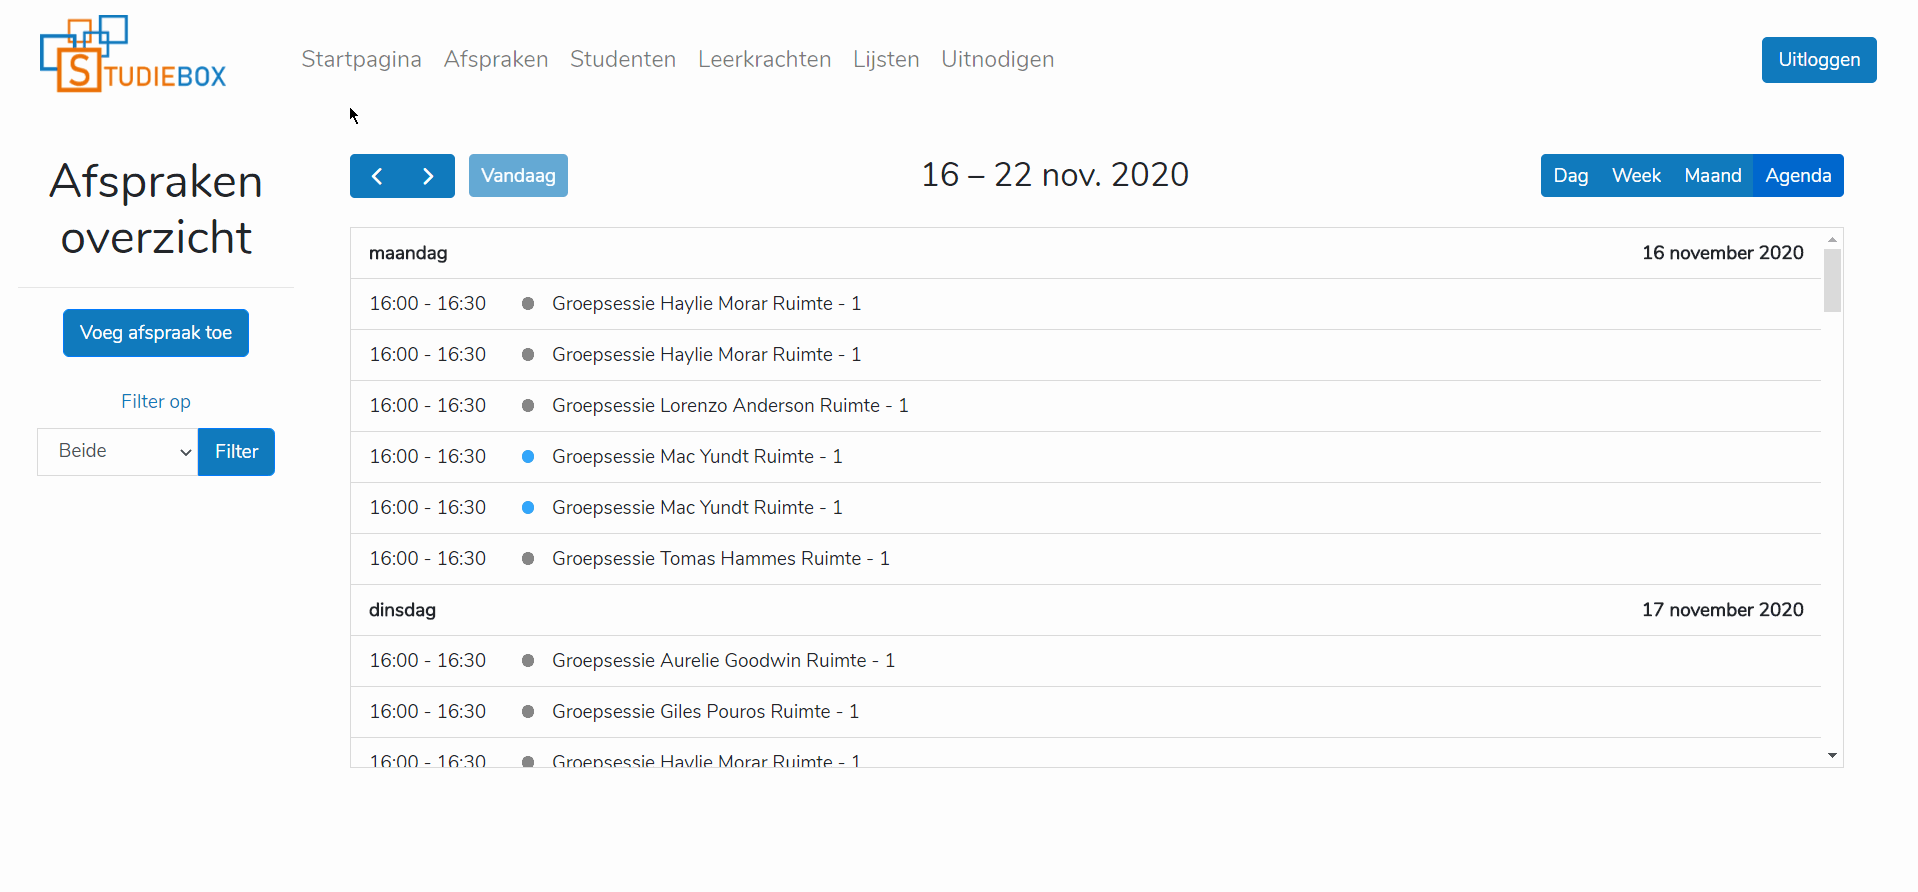 STUDIEBOX
Startpagina Afspraken Studenten Leerkrachten Lijsten Uitnodigen
Uitloggen
Afspraken
overzicht
Voeg afspraak toe
Filter op
Beide Filter
Vandaag
16 – 22 nov. 2020
Dag Week Maand Agenda
maandag 16 november 2020
16:00 - 16:30 Groepsessie Haylie Morar Ruimte - 1
16:00 - 16:30 Groepsessie Haylie Morar Ruimte - 1
16:00 - 16:30 Groepsessie Lorenzo Anderson Ruimte - 1
16:00 - 16:30 Groepsessie Mac Yundt Ruimte - 1
16:00 - 16:30 Groepsessie Mac Yundt Ruimte - 1
16:00 - 16:30 Groepsessie Tomas Hammes Ruimte - 1
dinsdag 17 november 2020
16:00 - 16:30 Groepsessie Aurelie Goodwin Ruimte - 1
16:00 - 16:30 Groepsessie Giles Pouros Ruimte - 1
16:00 - 16:30 Groepsessie Haylie Morar Ruimte - 1